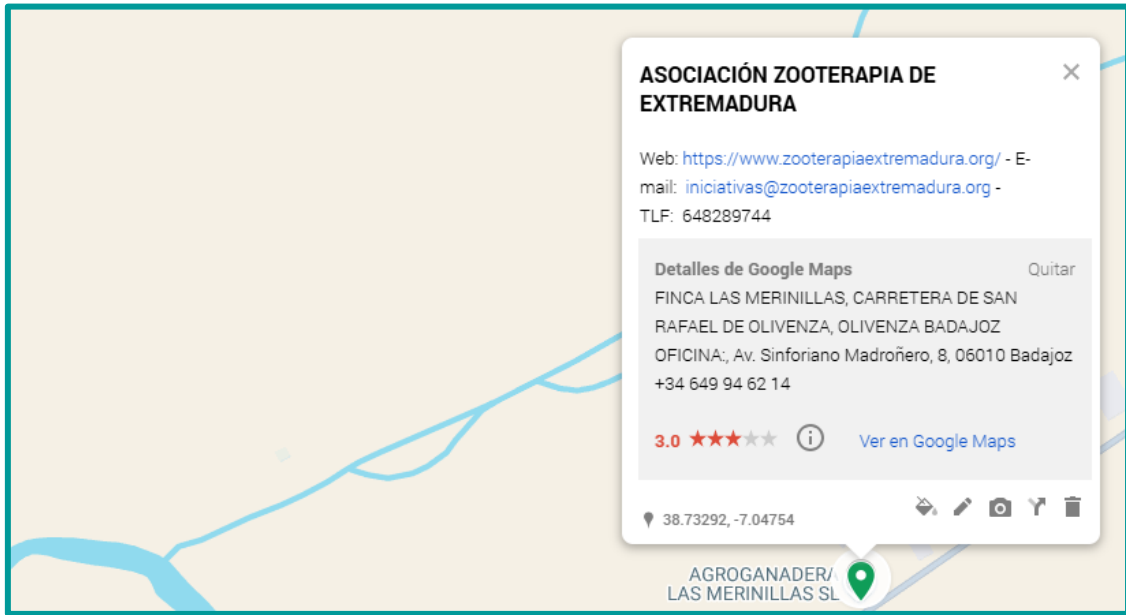 ASOCIACIÓN ZOOTERAPIA DE
EXTREMADURA
Web: https://www.zooterapiaextremadura.org/ - E-
mail: iniciativas@zooterapiaextremadura.org -
TLF: 648289744
Detalles de Google Maps Quitar
FINCA LAS MERINILLAS, CARRETERA DE SAN
RAFAEL DE OLIVENZA, OLIVENZA BADAJOZ
OFICINA:, Av. Sinforiano Madroñero, 8, 06010 Badajoz
+34 649 94 62 14
3.0 Ver en Google Maps
38.73292, -7.04754
AGROGANADERA
LAS MERINILLAS SL